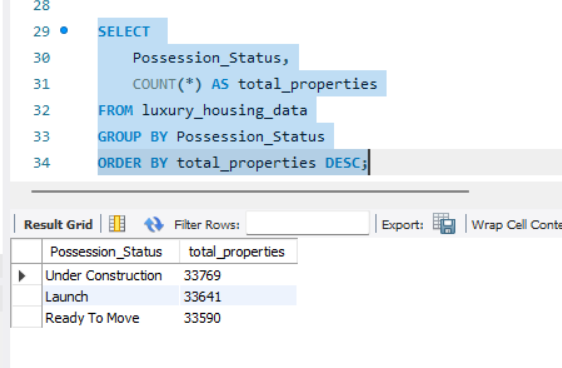 28
29 SELECT
30 Possession_Status,
31 COUNT(*) AS total_properties
32 FROM luxury_housing_data
33 GROUP BY Possession_Status
34 ORDER BY total_properties DESC;
Result Grid Filter Rows: Export: Wrap Cell Conte
Possession_Status total_properties
Under Construction 33769
Launch 33641
Ready To Move 33590